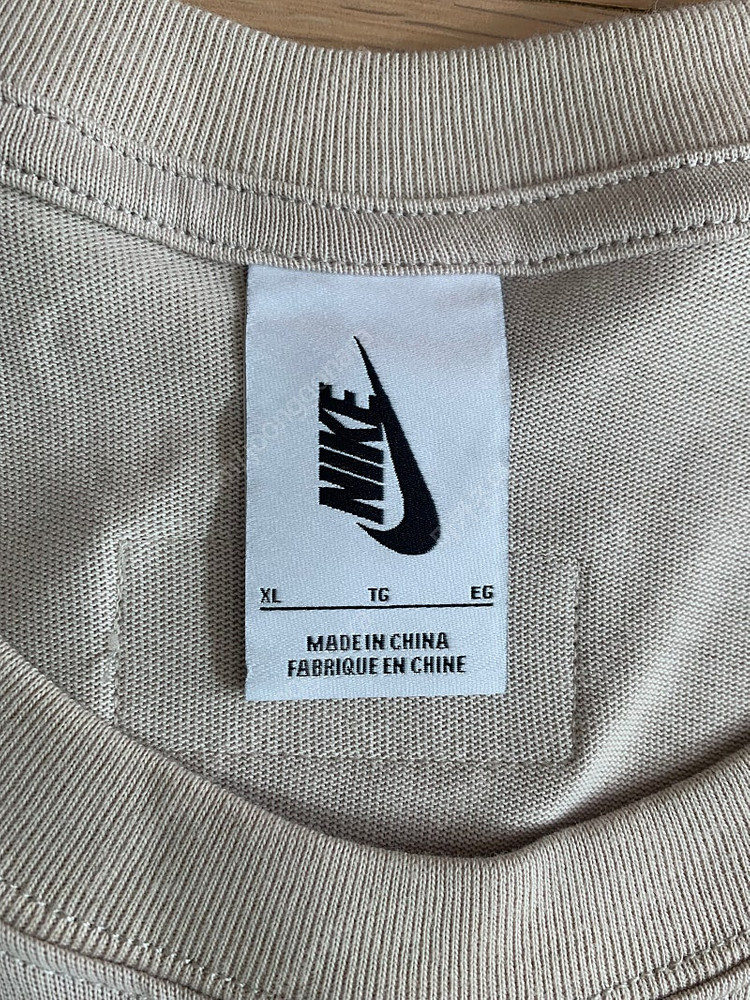 NIKE
XL TG EG
MADE IN CHINA
FABRIQUE EN CHINE